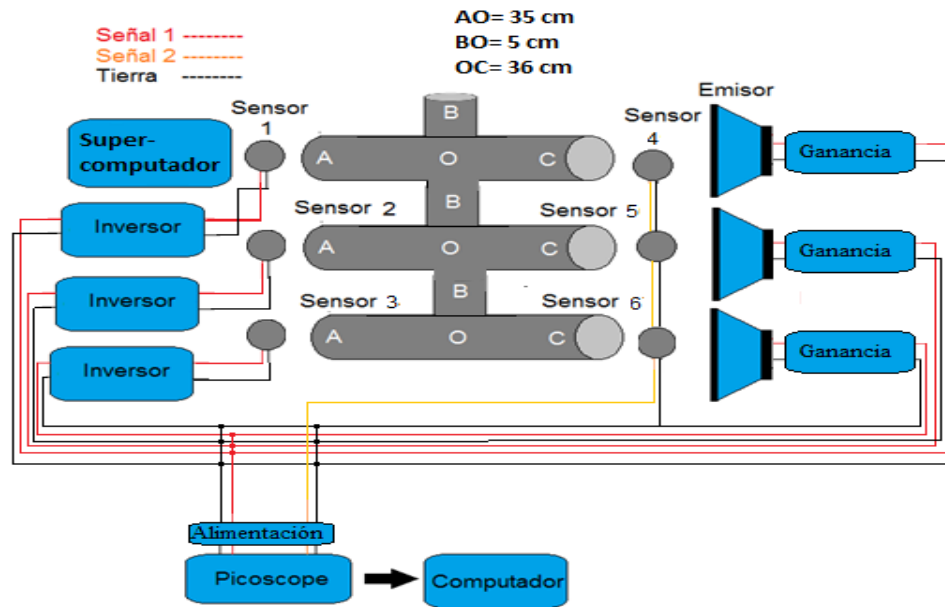 AO= 35 cm
BO= 5 cm
OC= 36 cm
Señal 1 --------
Señal 2 --------
Tierra --------
Sensor
1
Sensor
4
Emisor
Super-
computador
B
A O C
Ganancia
Inversor
Sensor 2
B
Sensor 5
A O C
Ganancia
Inversor
Sensor 3
B
Sensor 6
A O C
Ganancia
Inversor
Alimentación
Picoscope
Computador